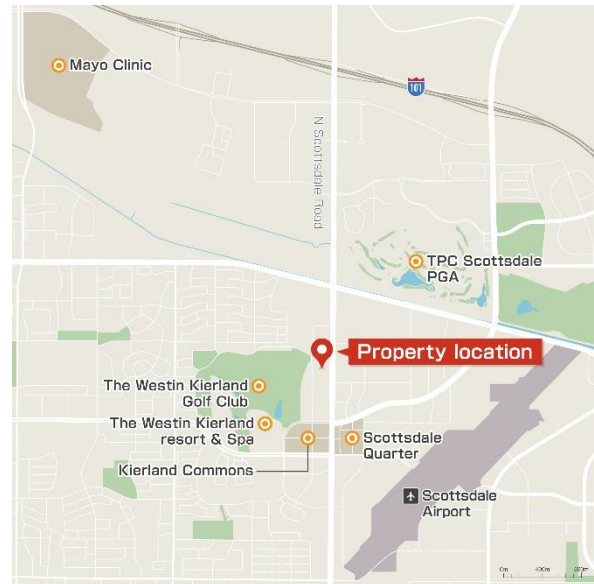 Mayo Clinic
101
N Scottsdale Road
TPC Scottsdale
PGA
Property location
The Westin Kierland
Golf Club
The Westin Kierland
resort & Spa
Scottsdale
Quarter
Kierland Commons
Scottsdale
Airport
0m 400m 800m